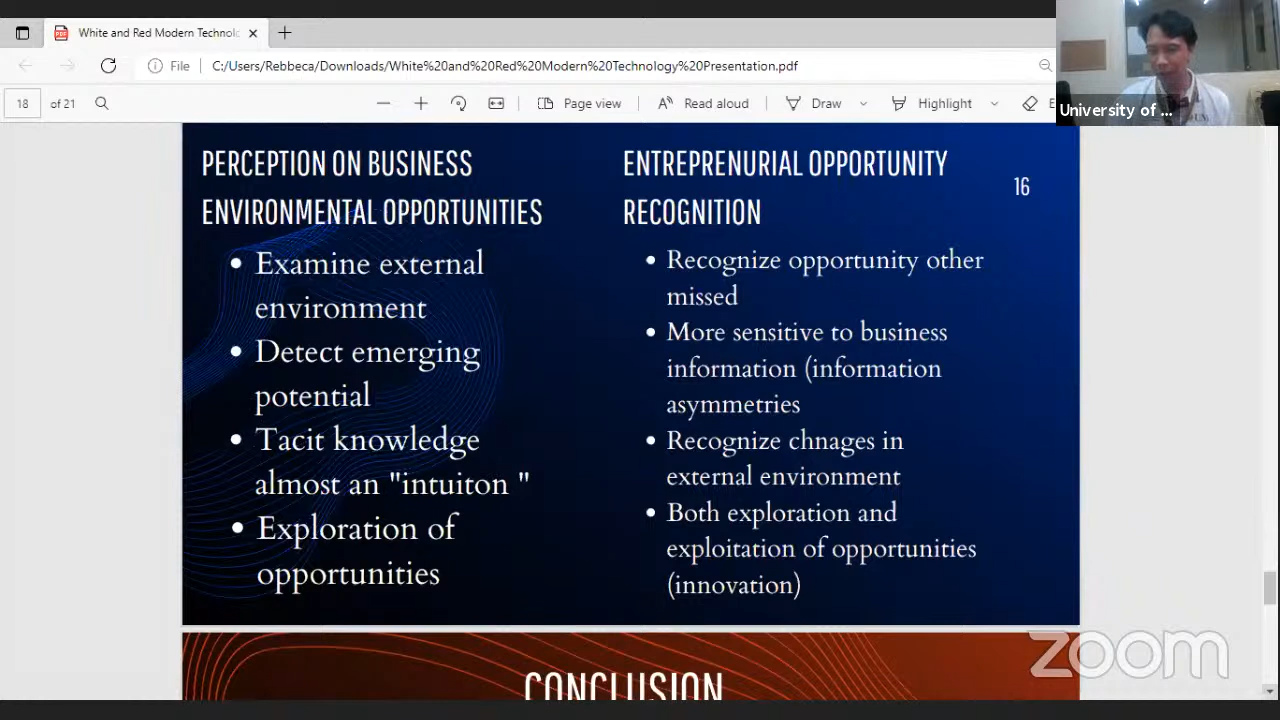 White and Red Modern Technolo
File
C:/Users/Rebbeca/Downloads/White%20and%20Red%20Modern%20Technology%20Presentation.pdf
18
of 21
Page view
Read aloud
Draw
Highlight
University of ...
PERCEPTION ON BUSINESS
ENVIRONMENTAL OPPORTUNITIES
• Examine external
environment
• Detect emerging
potential
• Tacit knowledge
almost an "intuiton "
• Exploration of
opportunities
ENTREPRENURIAL OPPORTUNITY
RECOGNITION
16
• Recognize opportunity other
missed
• More sensitive to business
information (information
asymmetries
• Recognize chnages in
external environment
• Both exploration and
exploitation of opportunities
(innovation)
CONCLUSION
zoom